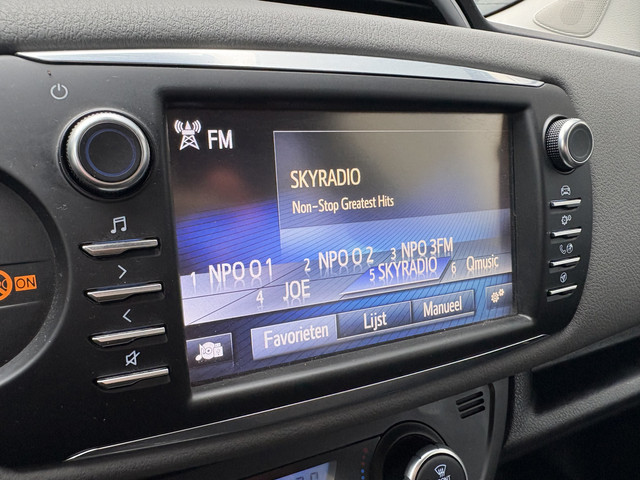 FM
SKYRADIO
Non-Stop Greatest Hits
1 NPO O 1 2 NPO O 2 3 NPO 3FM
4 JOE 5 SKYRADIO 6 Qmusic
Favorieten Lijst Manueel
ON